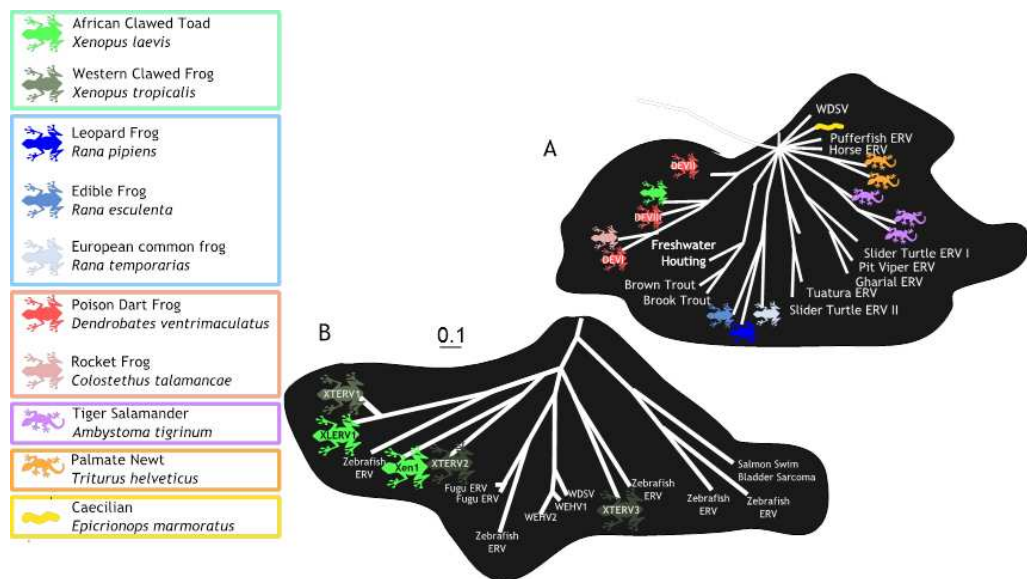 African Clawed Toad
Xenopus laevis
Western Clawed Frog
Xenopus tropicalis
Leopard Frog
Rana pipiens
Edible Frog
Rana esculenta
European common frog
Rana temporarias
Poison Dart Frog
Dendrobates ventrimaculatus
Rocket Frog
Colostethus talamancae
Tiger Salamander
Ambystoma tigrinum
Palmate Newt
Triturus helveticus
Caecilian
Epicrionops marmoratus
A
WDSV
Pufferfish ERV
Horse ERV
DEVII
DEVIII
DEVI
Freshwater
Houting
Brown Trout
Brook Trout
Slider Turtle ERV I
Pit Viper ERV
Gharial ERV
Tuatura ERV
Slider Turtle ERV II
B
0.1
XTERV1
XLERV1
Zebrafish
ERV
Xen1
XTERV2
Fugu ERV
Fugu ERV
Zebrafish
ERV
WEHV2
WDSV
WEHV1
XTERV3
Zebrafish
ERV
Zebrafish
ERV
Zebrafish
ERV
Salmon Swim
Bladder Sarcoma